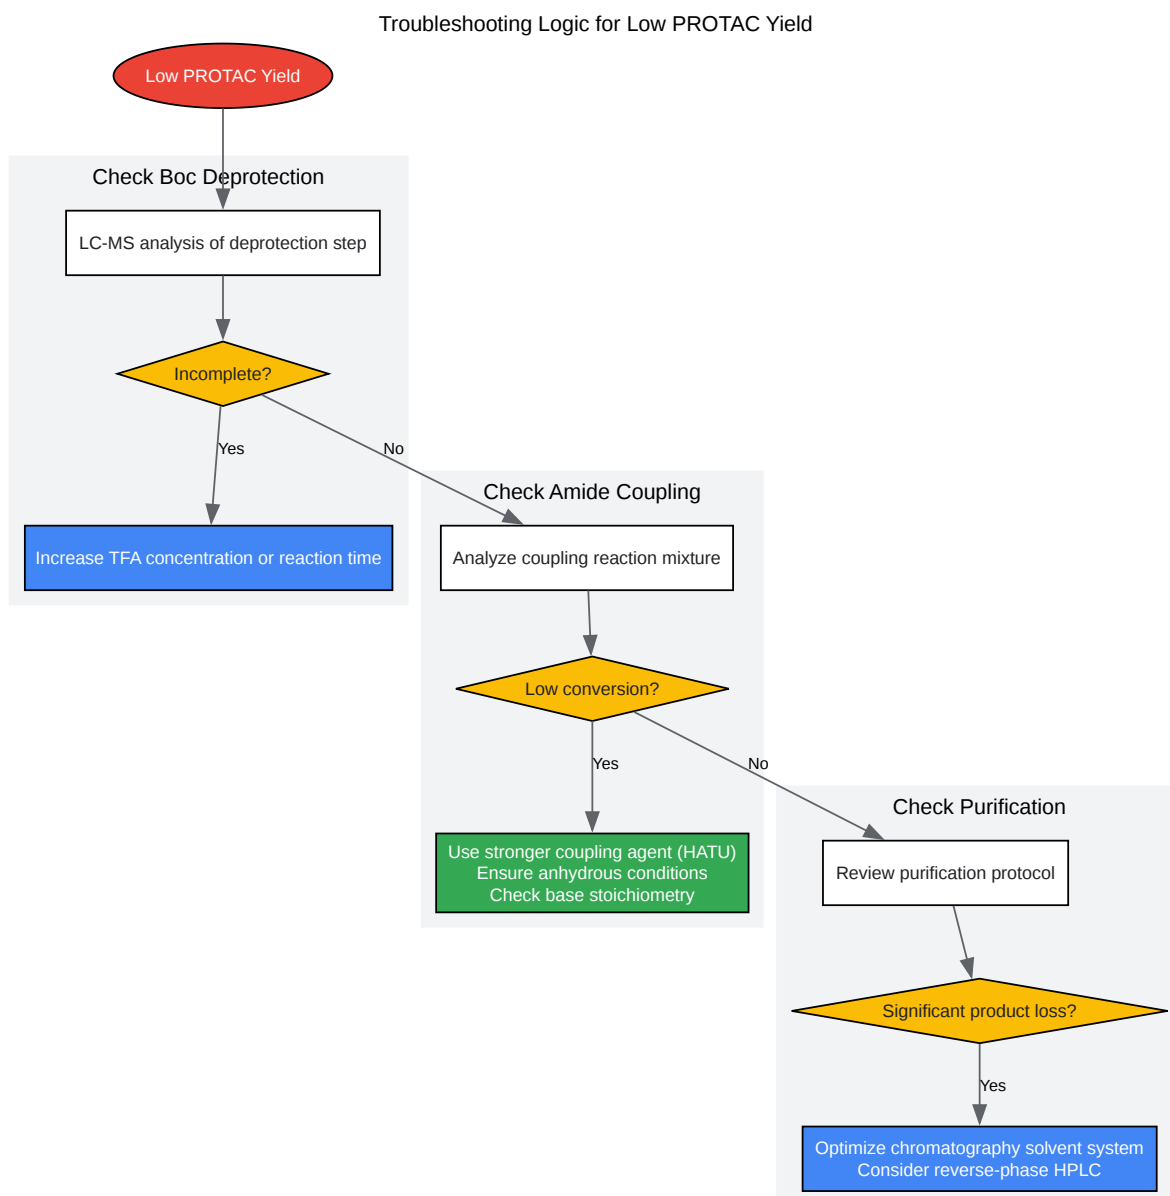 Troubleshooting Logic for Low PROTAC Yield
Low PROTAC Yield
Check Boc Deprotection
LC-MS analysis of deprotection step
Incomplete?
Yes
No
Increase TFA concentration or reaction time
Check Amide Coupling
Analyze coupling reaction mixture
Low conversion?
Yes
No
Use stronger coupling agent (HATU)
Ensure anhydrous conditions
Check base stoichiometry
Check Purification
Review purification protocol
Significant product loss?
Yes
Optimize chromatography solvent system
Consider reverse-phase HPLC